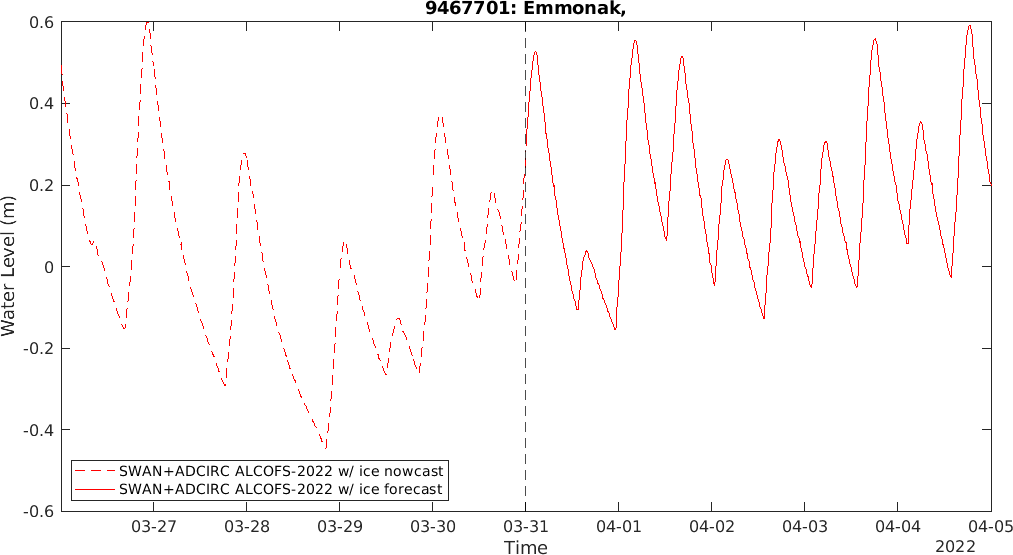 9467701: Emmonak,
Water Level (m)
0.6
0.4
0.2
0
-0.2
-0.4
-0.6
SWAN+ADCIRC ALCOFS-2022 w/ ice nowcast
SWAN+ADCIRC ALCOFS-2022 w/ ice forecast
03-27 03-28 03-29 03-30 03-31 04-01 04-02 04-03 04-04 04-05
Time
2022